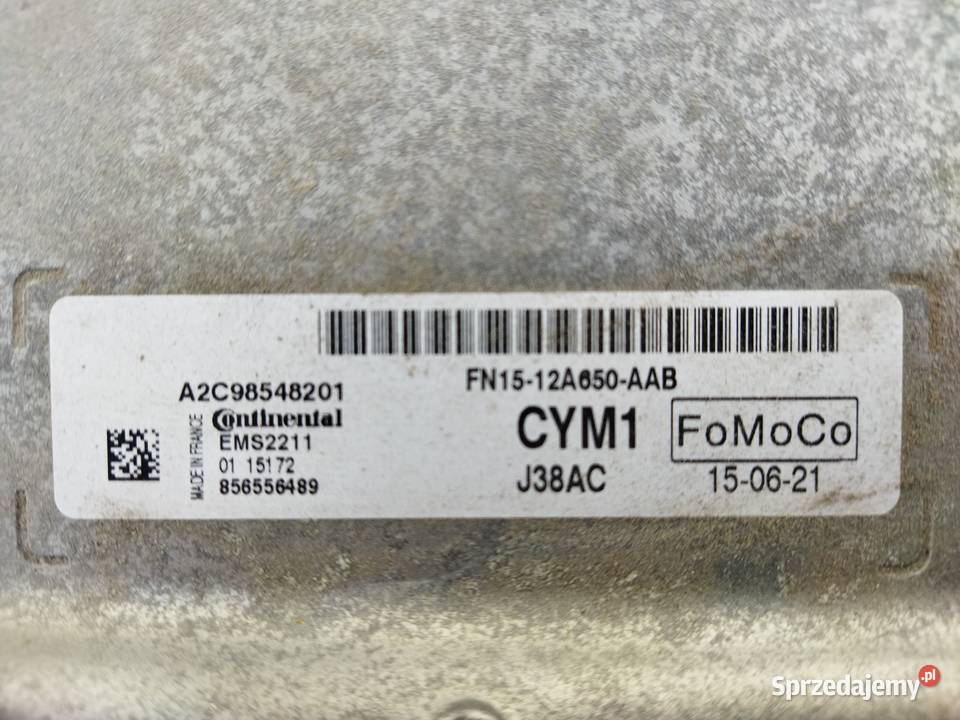 FN15-12A650-AAB
A2C98548201
Continental
CYM1
FoMoCo
MADE IN FRANCE
EMS2211
01 15172
J38AC
15-06-21
856556489
Sprzedajemy.pl